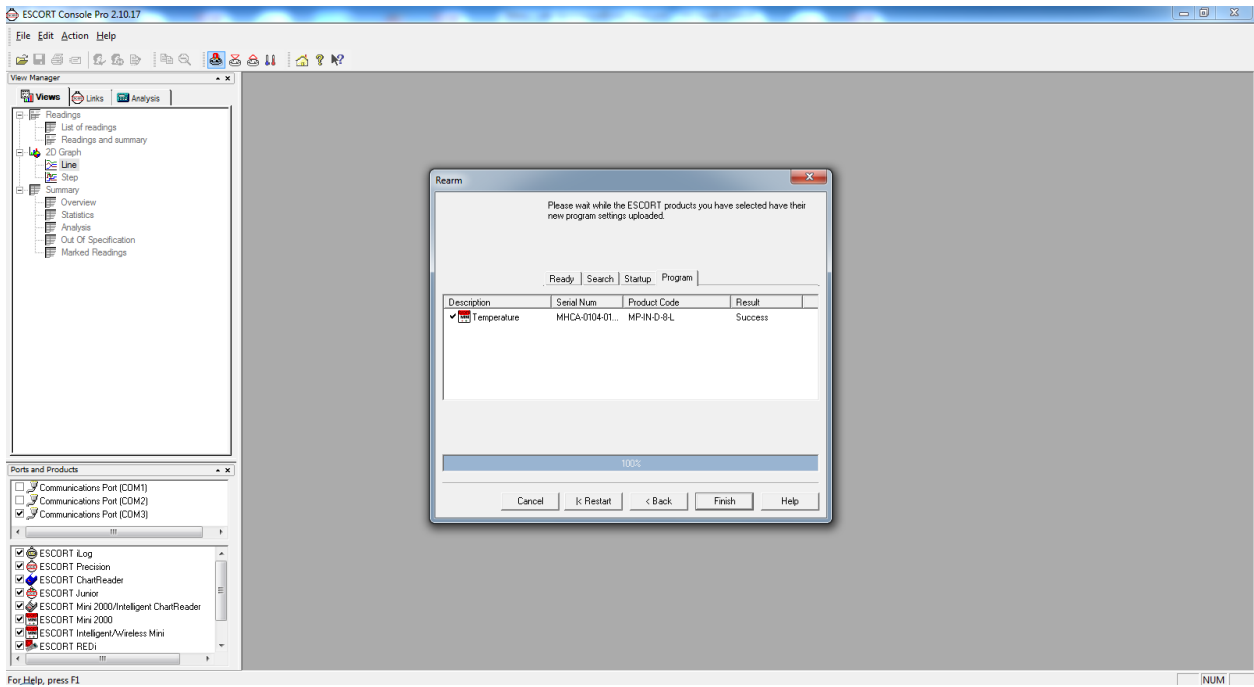 ESCORT Console Pro 2.10.17
File Edit Action Help
View Manager
Views Links Analysis
Readings
List of readings
Readings and summary
2D Graph
Line
Step
Summary
Overview
Statistics
Analysis
Out Of Specification
Marked Readings
Rearm
Please wait while the ESCORT products you have selected have their
new program settings uploaded.
Ready Search Startup Program
Description Serial Num Product Code Result
Temperature MHCA-0104-01... MP-IN-D-8-L Success
100%
Cancel |< Restart < Back Finish Help
Ports and Products
Communications Port (COM1)
Communications Port (COM2)
Communications Port (COM3)
ESCORT iLog
ESCORT Precision
ESCORT ChartReader
ESCORT Junior
ESCORT Mini 2000/Intelligent ChartReader
ESCORT Mini 2000
ESCORT Intelligent/Wireless Mini
ESCORT REDi
For Help, press F1
NUM